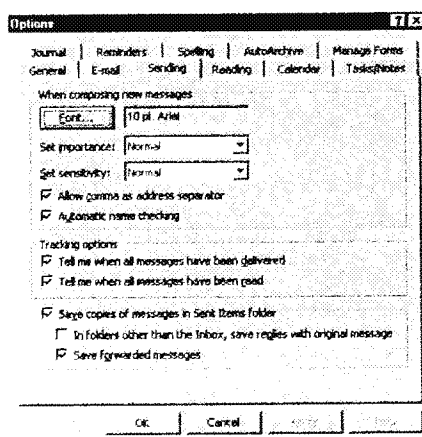 Options
Journal Reminders Spelling AutoArchive Manage Forms
General E-mail Sending Reading Calendar Tasks/Notes
When composing new messages
Font... 10 pt. Arial
Set importance: Normal
Set sensitivity: Normal
Allow comma as address separator
Automatic name checking
Tracking options
Tell me when all messages have been delivered
Tell me when all messages have been read
Save copies of messages in Sent Items folder
In folders other than the Inbox, save replies with original message
Save forwarded messages
OK Cancel